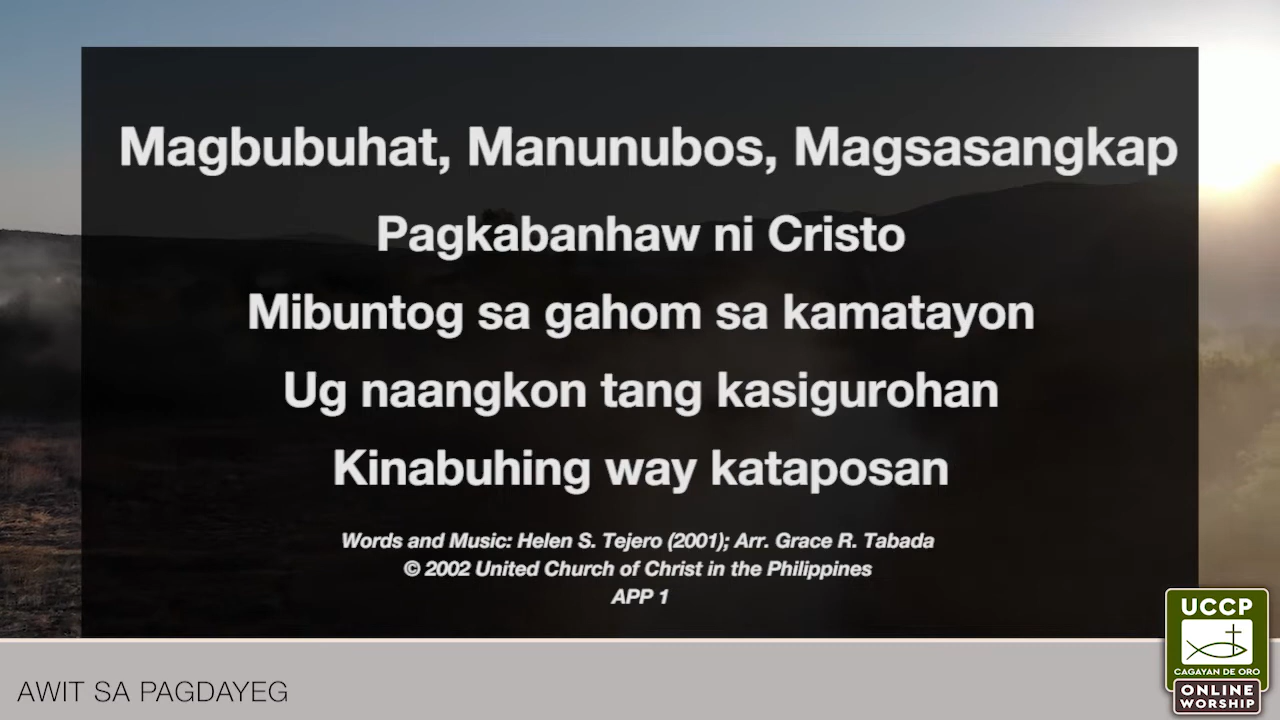 Magbubuhat, Manunubos, Magsasangkap
Pagkabanhaw ni Cristo
Mibuntog sa gahom sa kamatayon
Ug naangkon tang kasigurohan
Kinabuhing way kataposan
Words and Music: Helen S. Tejero (2001); Arr. Grace R. Tabada
© 2002 United Church of Christ in the Philippines
APP 1
AWIT SA PAGDAYEG
UCCP
CAGAYAN DE ORO
ONLINE
WORSHIP